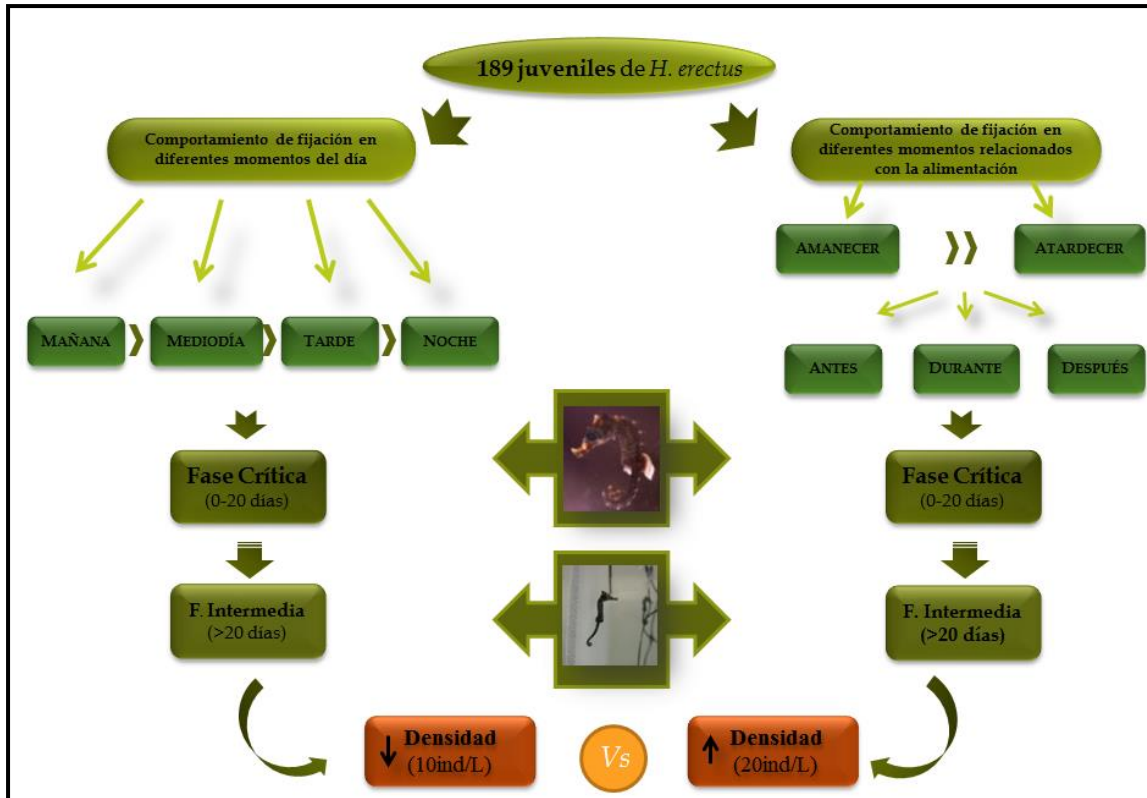 189 juveniles de H. erectus
Comportamiento de fijación en
diferentes momentos del día
MAÑANA
MEDIODÍA
TARDE
NOCHE
Fase Crítica
(0-20 días)
F. Intermedia
(>20 días)
Comportamiento de fijación en
diferentes momentos relacionados
con la alimentación
AMANECER
ATARDECER
ANTES
DURANTE
DESPUÉS
Fase Crítica
(0-20 días)
F. Intermedia
(>20 días)
↓ Densidad
(10ind/L)
Vs
↑ Densidad
(20ind/L)